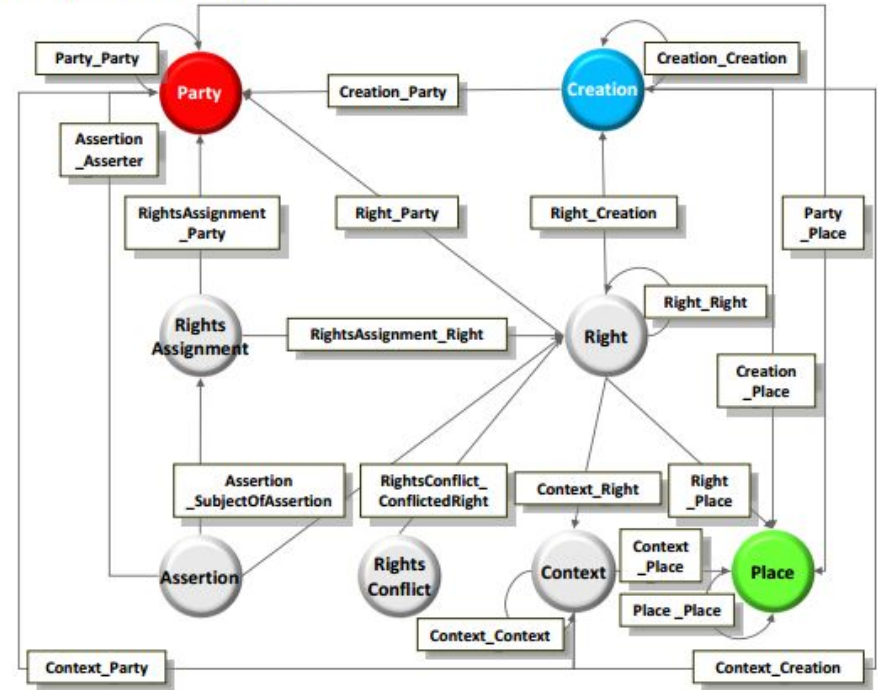 Party_Party
Creation_Creation
Party
Creation_Party
Creation
Assertion
_Asserter
RightsAssignment
_Party
Right_Party
Right_Creation
Party
_Place
Rights
Assignment
RightsAssignment_Right
Right
Right_Right
Creation
_Place
Assertion
_SubjectOfAssertion
RightsConflict_
ConflictedRight
Context_Right
Right
_Place
Assertion
Rights
Conflict
Context
Context
_Place
Place
Place _Place
Context_Context
Context_Party
Context_Creation